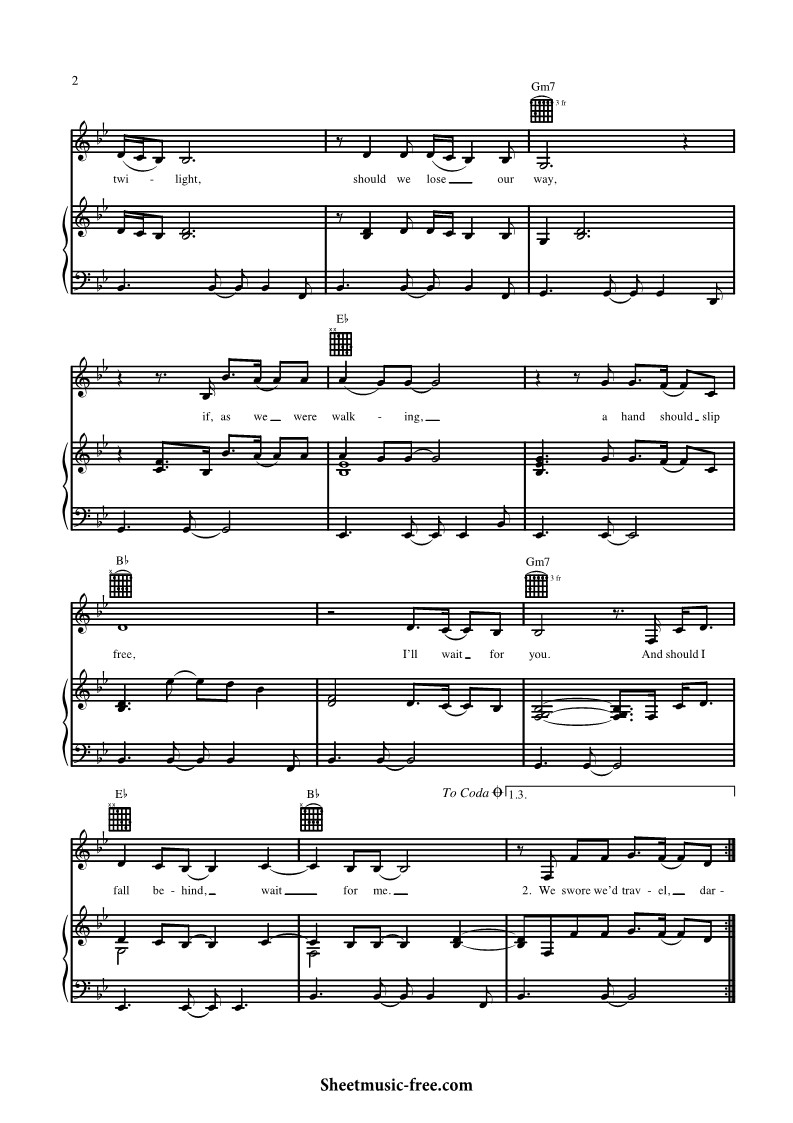 2
Gm7
3 fr
twi - light, should we lose our way,
E♭
xx
if, as we were walk - ing, a hand should slip
B♭ Gm7
x 3 fr
free, I'll wait for you. And should I
To Coda 1.3.
E♭ B♭
xx x
fall be - hind, wait for me. 2. We swore we'd trav - el, dar -
Sheetmusic-free.com